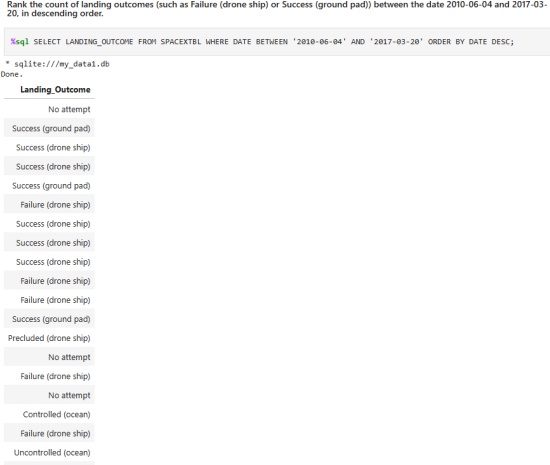 Rank the count of landing outcomes (such as Failure (drone ship) or Success (ground pad)) between the date 2010-06-04 and 2017-03-
20, in descending order.
%sql SELECT LANDING_OUTCOME FROM SPACEXTBL WHERE DATE BETWEEN '2010-06-04' AND '2017-03-20' ORDER BY DATE DESC;
* sqlite:///my_data1.db
Done.
Landing_Outcome
No attempt
Success (ground pad)
Success (drone ship)
Success (drone ship)
Success (ground pad)
Failure (drone ship)
Success (drone ship)
Success (drone ship)
Success (drone ship)
Failure (drone ship)
Failure (drone ship)
Success (ground pad)
Precluded (drone ship)
No attempt
Failure (drone ship)
No attempt
Controlled (ocean)
Failure (drone ship)
Uncontrolled (ocean)